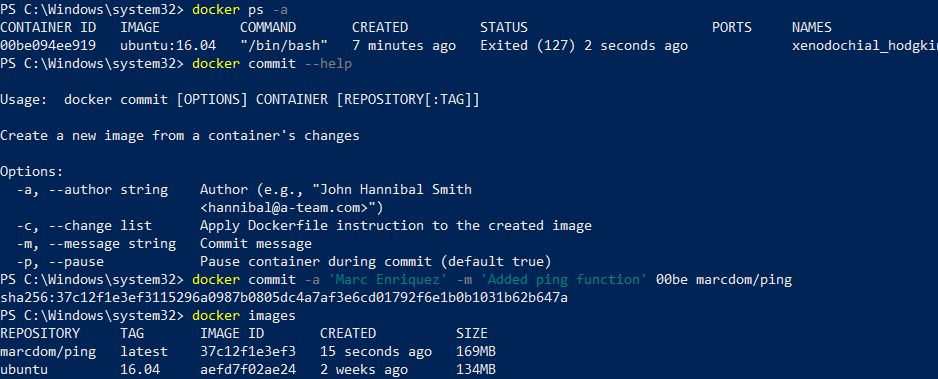 PS C:\Windows\system32> docker ps -a
CONTAINER ID IMAGE COMMAND CREATED STATUS PORTS NAMES
00be094ee919 ubuntu:16.04 "/bin/bash" 7 minutes ago Exited (127) 2 seconds ago xenodochial_hodgki
PS C:\Windows\system32> docker commit --help
Usage: docker commit [OPTIONS] CONTAINER [REPOSITORY[:TAG]]
Create a new image from a container's changes
Options:
-a, --author string Author (e.g., "John Hannibal Smith
<hannibal@a-team.com>")
-c, --change list Apply Dockerfile instruction to the created image
-m, --message string Commit message
-p, --pause Pause container during commit (default true)
PS C:\Windows\system32> docker commit -a 'Marc Enriquez' -m 'Added ping function' 00be marcdom/ping
sha256:37c12f1e3ef3115296a0987b0805dc4a7af3e6cd01792f6e1b0b1031b62b647a
PS C:\Windows\system32> docker images
REPOSITORY TAG IMAGE ID CREATED SIZE
marcdom/ping latest 37c12f1e3ef3 15 seconds ago 169MB
ubuntu 16.04 aefd7f02ae24 2 weeks ago 134MB